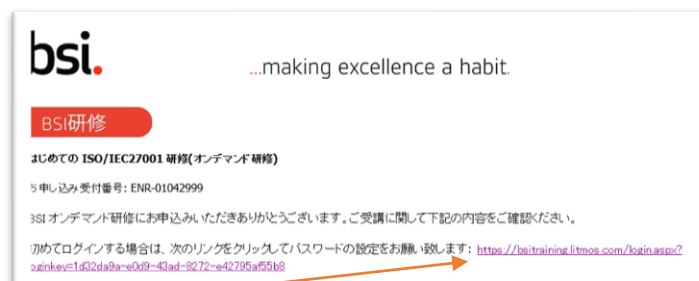 bsi.
...making excellence a habit.
BSI研修
はじめての ISO/IEC27001 研修(オンデマンド研修)
お申し込み受付番号: ENR-01042999
BSI オンデマンド研修にお申込みいただきありがとうございます。ご受講に関して下記の内容をご確認ください。
初めてログインする場合は、次のリンクをクリックしてパスワードの設定をお願い致します: https://bsitraining.litmos.com/login.aspx?
loginkey=1d32da9a-e0d9-43ad-8272-e42795af55b8